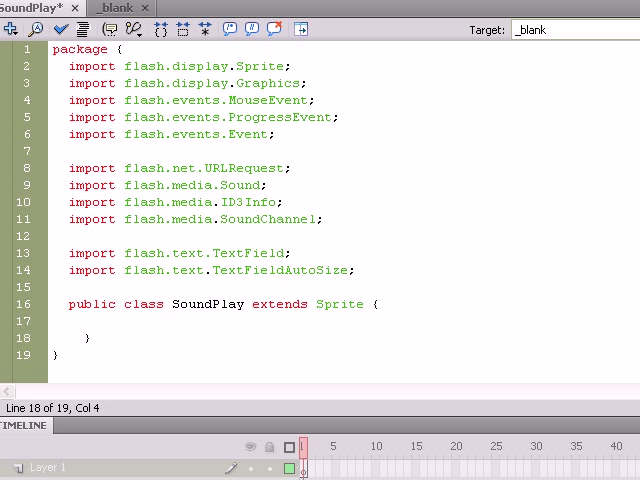 SoundPlay* × _blank ×
Target: _blank
1 package {
2 import flash.display.Sprite;
3 import flash.display.Graphics;
4 import flash.events.MouseEvent;
5 import flash.events.ProgressEvent;
6 import flash.events.Event;
7
8 import flash.net.URLRequest;
9 import flash.media.Sound;
10 import flash.media.ID3Info;
11 import flash.media.SoundChannel;
12
13 import flash.text.TextField;
14 import flash.text.TextFieldAutoSize;
15
16 public class SoundPlay extends Sprite {
17
18 }
19 }
Line 18 of 19, Col 4
TIMELINE
1 5 10 15 20 25 30 35 40
Layer 1